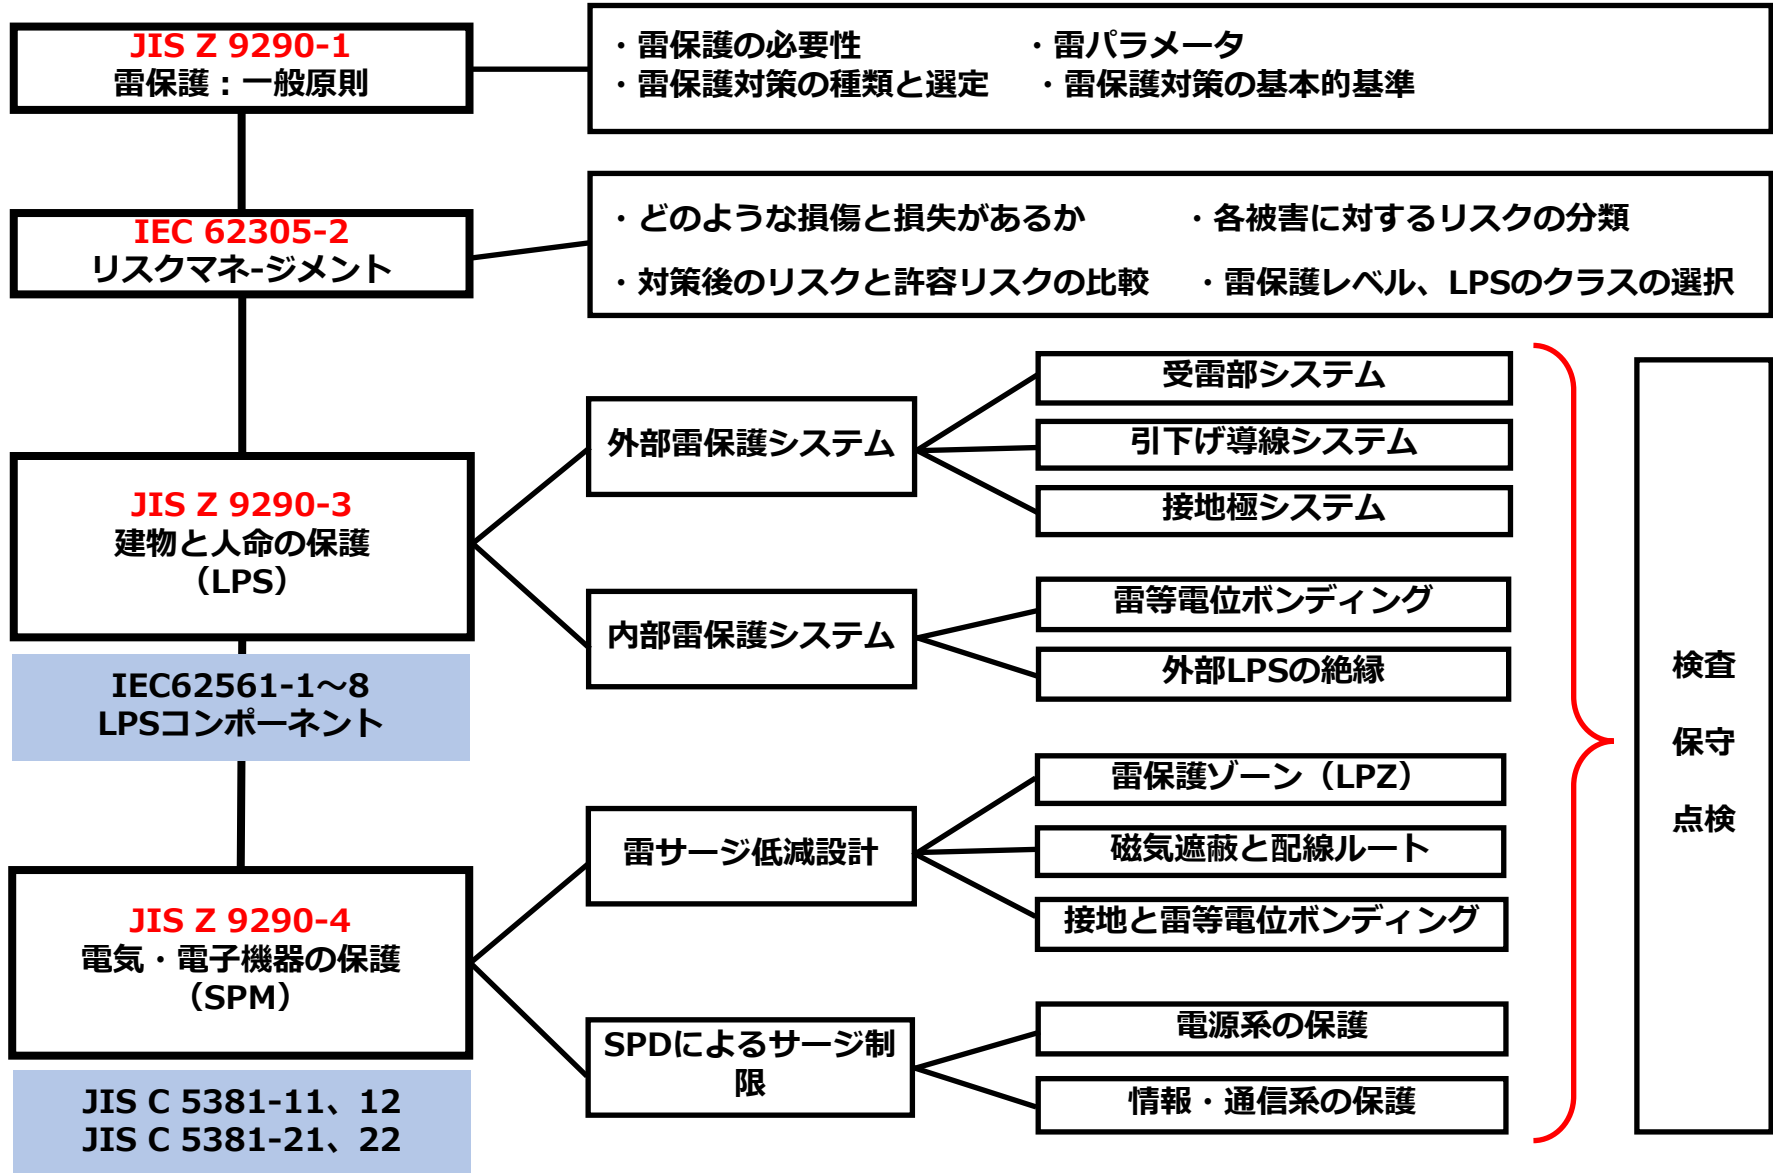 JIS Z 9290-1
雷保護：一般原則
・雷保護の必要性　・雷パラメータ
・雷保護対策の種類と選定　・雷保護対策の基本的基準
IEC 62305-2
リスクマネ-ジメント
・どのような損傷と損失があるか　・各被害に対するリスクの分類
・対策後のリスクと許容リスクの比較　・雷保護レベル、LPSのクラスの選択
JIS Z 9290-3
建物と人命の保護
（LPS）
IEC62561-1～8
LPSコンポーネント
外部雷保護システム
受雷部システム
引下げ導線システム
接地極システム
内部雷保護システム
雷等電位ボンディング
外部LPSの絶縁
JIS Z 9290-4
電気・電子機器の保護
（SPM）
JIS C 5381-11、12
JIS C 5381-21、22
雷サージ低減設計
雷保護ゾーン（LPZ）
磁気遮蔽と配線ルート
接地と雷等電位ボンディング
SPDによるサージ制
限
電源系の保護
情報・通信系の保護
検査
保守
点検